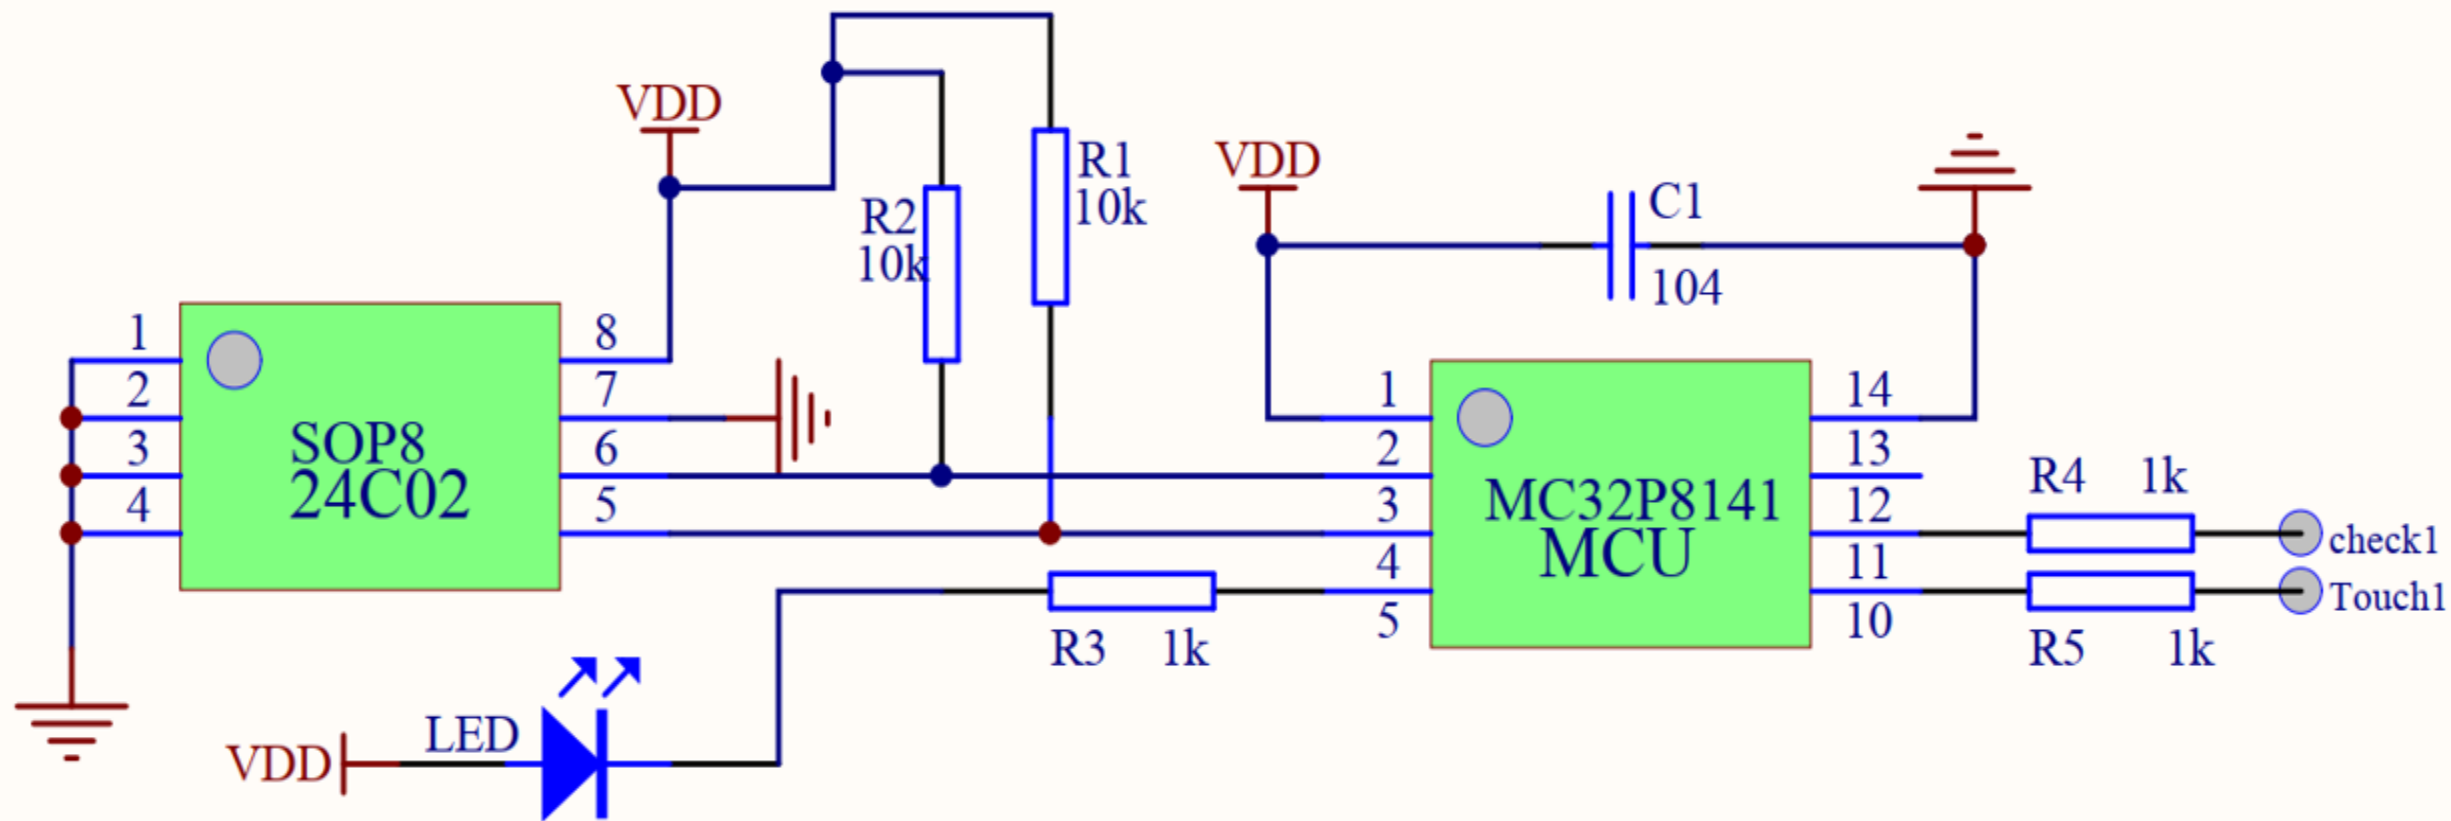 VDD
R1
10k
R2
10k
VDD
C1
104
1
2
3
4
SOP8
24C02
8
7
6
5
1
2
3
4
5
MC32P8141
MCU
14
13
12
11
10
R4 1k
check1
Touch1
R5 1k
R3 1k
LED
VDD